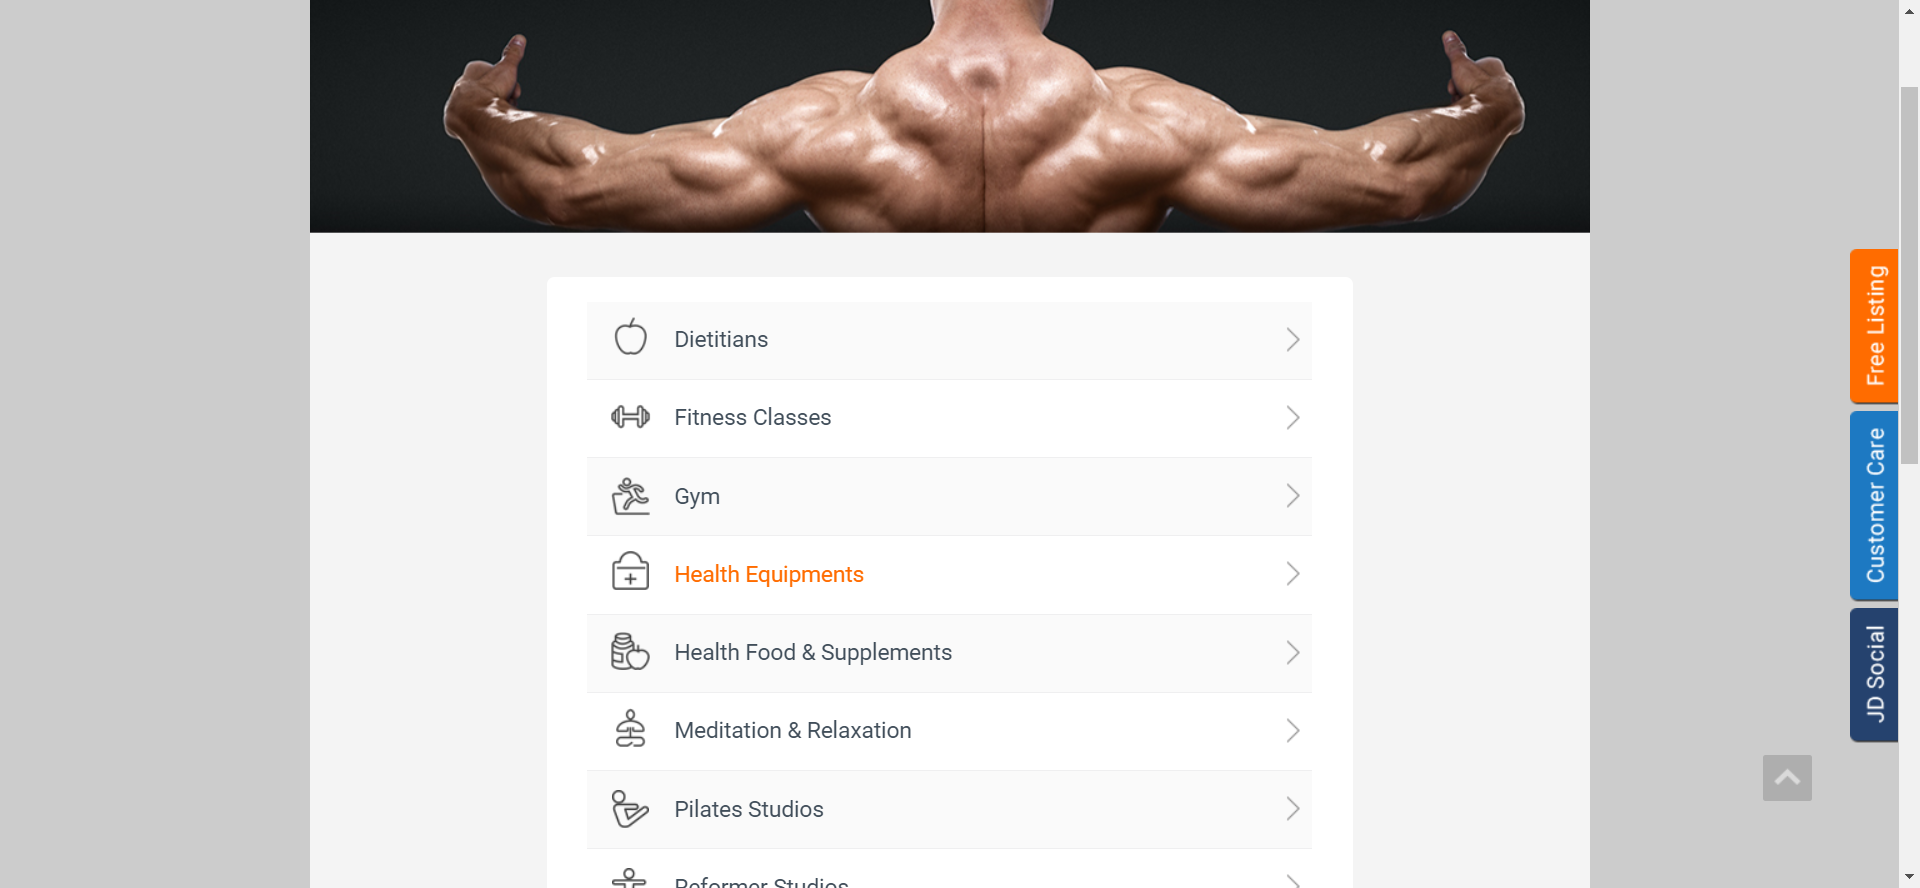 Dietitians
Fitness Classes
Gym
Health Equipments
Health Food & Supplements
Meditation & Relaxation
Pilates Studios
Reformer Studios
Free Listing
Customer Care
JD Social